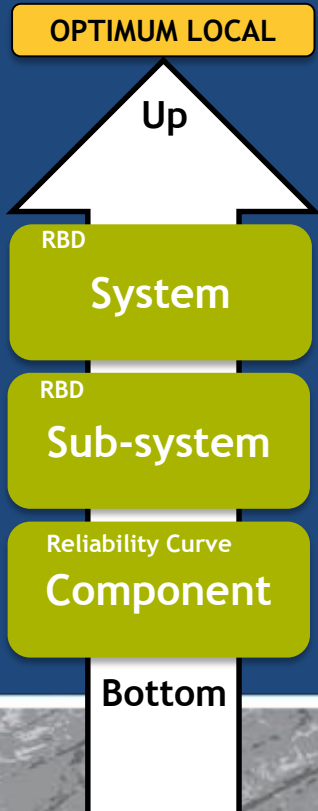 OPTIMUM LOCAL
Up
RBD
System
RBD
Sub-system
Reliability Curve
Component
Bottom